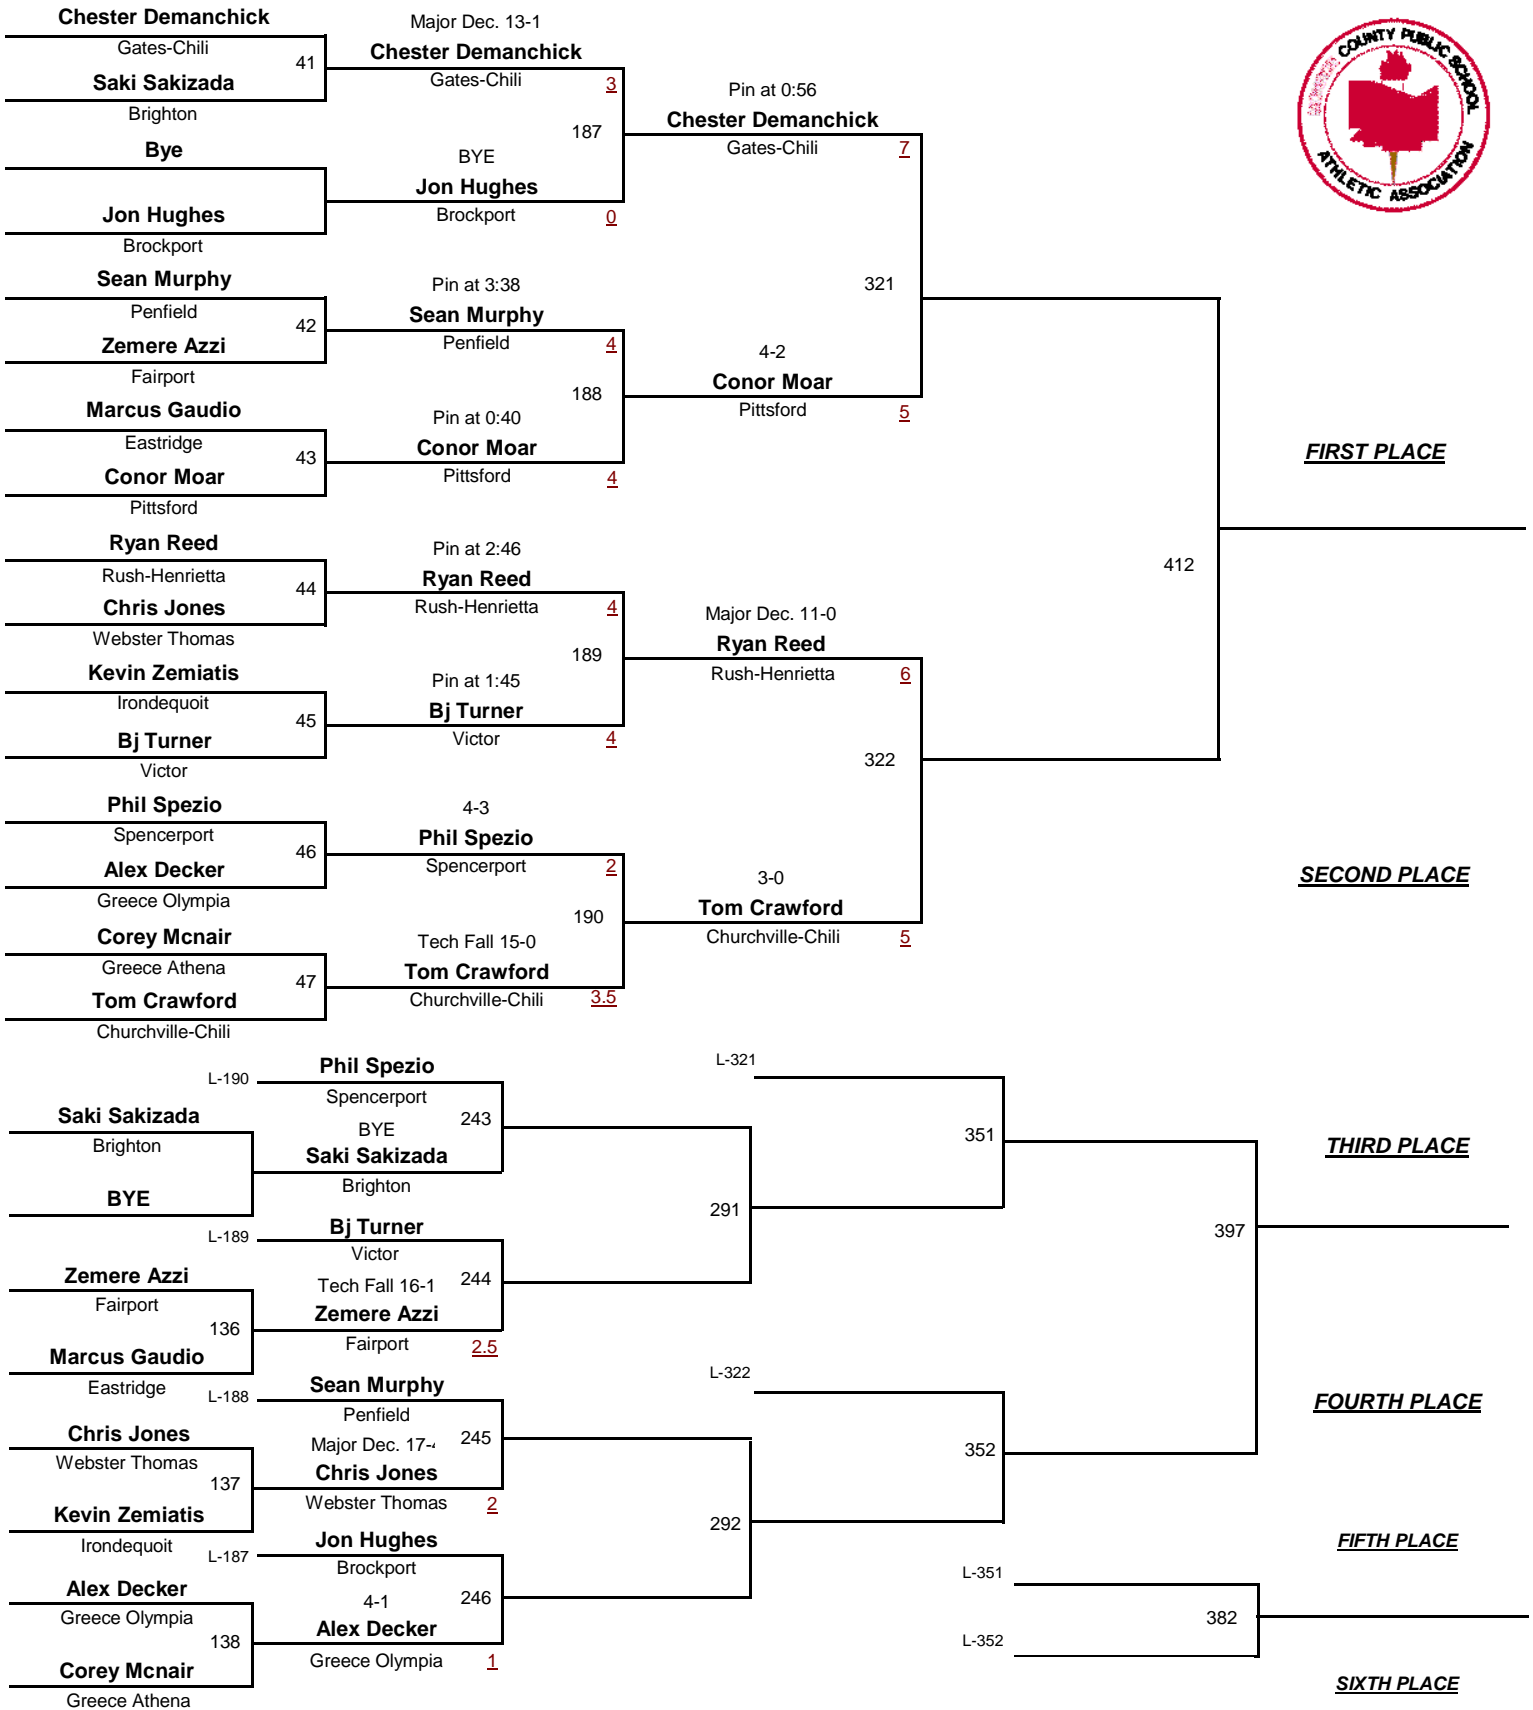 Chester Demanchick
Gates-Chili
41
Saki Sakizada
Brighton
Bye
Jon Hughes
Brockport
Sean Murphy
Penfield
42
Zemere Azzi
Fairport
Marcus Gaudio
Eastridge
43
Conor Moar
Pittsford
Ryan Reed
Rush-Henrietta
44
Chris Jones
Webster Thomas
Kevin Zemiatis
Irondequoit
45
Bj Turner
Victor
Phil Spezio
Spencerport
46
Alex Decker
Greece Olympia
Corey Mcnair
Greece Athena
47
Tom Crawford
Churchville-Chili
Major Dec. 13-1
Chester Demanchick
Gates-Chili
3
187
BYE
Jon Hughes
Brockport
0
Pin at 3:38
Sean Murphy
Penfield
4
188
Pin at 0:40
Conor Moar
Pittsford
4
Pin at 2:46
Ryan Reed
Rush-Henrietta
4
189
Pin at 1:45
Bj Turner
Victor
4
4-3
Phil Spezio
Spencerport
2
190
Tech Fall 15-0
Tom Crawford
Churchville-Chili
3.5
Pin at 0:56
Chester Demanchick
Gates-Chili
7
321
4-2
Conor Moar
Pittsford
5
Major Dec. 11-0
Ryan Reed
Rush-Henrietta
6
322
3-0
Tom Crawford
Churchville-Chili
5
412
COUNTY PUBLIC SCHOOL
ATHLETIC ASSOCIATION
FIRST PLACE
SECOND PLACE
L-190
Phil Spezio
Spencerport
243
Saki Sakizada
Brighton
BYE
BYE
Saki Sakizada
Brighton
L-189
Bj Turner
Victor
244
Zemere Azzi
Fairport
136
Marcus Gaudio
Eastridge
Tech Fall 16-1
Zemere Azzi
Fairport
2.5
L-188
Sean Murphy
Penfield
245
Chris Jones
Webster Thomas
137
Kevin Zemiatis
Irondequoit
Major Dec. 17-
Chris Jones
Webster Thomas
2
L-187
Jon Hughes
Brockport
246
Alex Decker
Greece Olympia
138
Corey Mcnair
Greece Athena
4-1
Alex Decker
Greece Olympia
1
291
292
L-321
351
L-322
352
397
THIRD PLACE
FOURTH PLACE
L-351
382
L-352
FIFTH PLACE
SIXTH PLACE